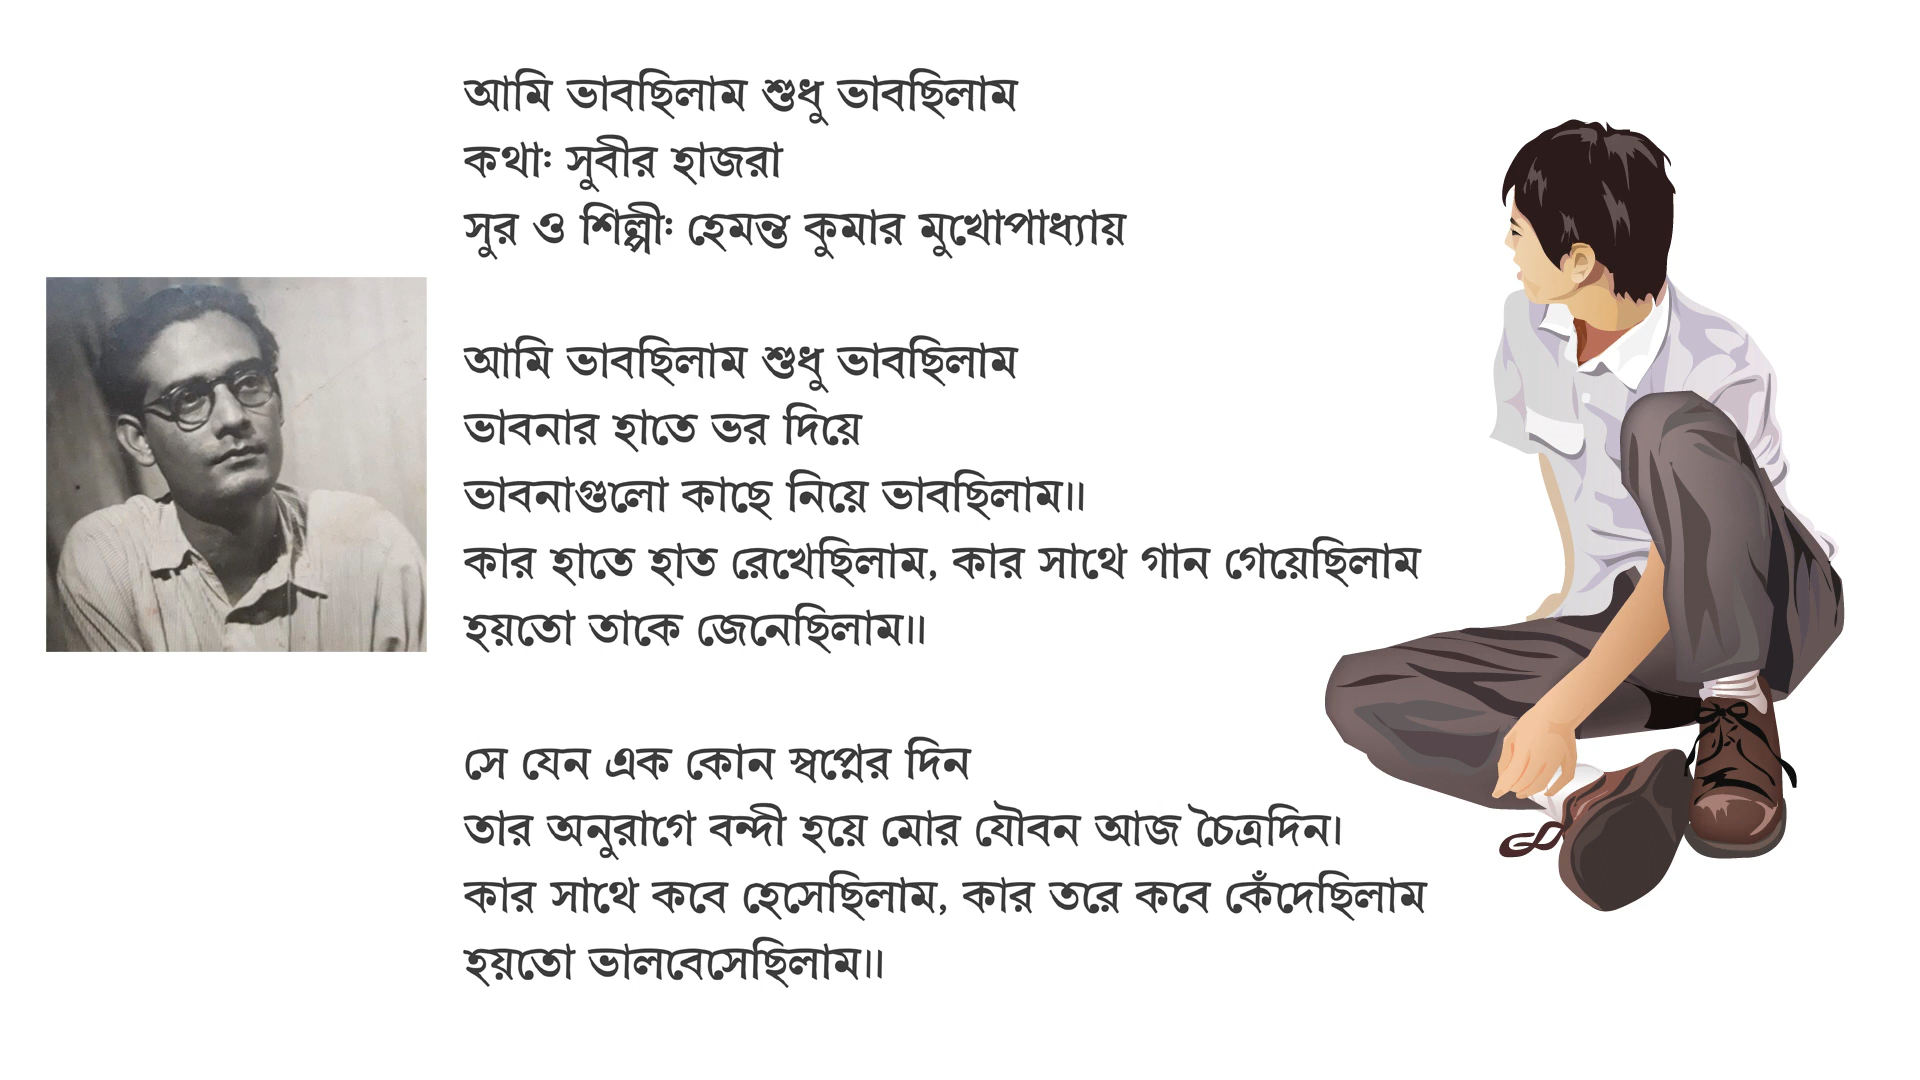 আমি ভাবছিলাম শুধু ভাবছিলাম
কথাঃ সুবীর হাজরা
সুর ও শিল্পীঃ হেমন্ত কুমার মুখোপাধ্যায়
আমি ভাবছিলাম শুধু ভাবছিলাম
ভাবনার হাতে ভর দিয়ে
ভাবনাগুলো কাছে নিয়ে ভাবছিলাম॥
কার হাতে হাত রেখেছিলাম, কার সাথে গান গেয়েছিলাম
হয়তো তাকে জেনেছিলাম॥
সে যেন এক কোন স্বপ্নের দিন
তার অনুরাগে বন্দী হয়ে মোর যৌবন আজ চৈত্রদিন।
কার সাথে কবে হেসেছিলাম, কার তরে কবে কেঁদেছিলাম
হয়তো ভালবেসেছিলাম॥